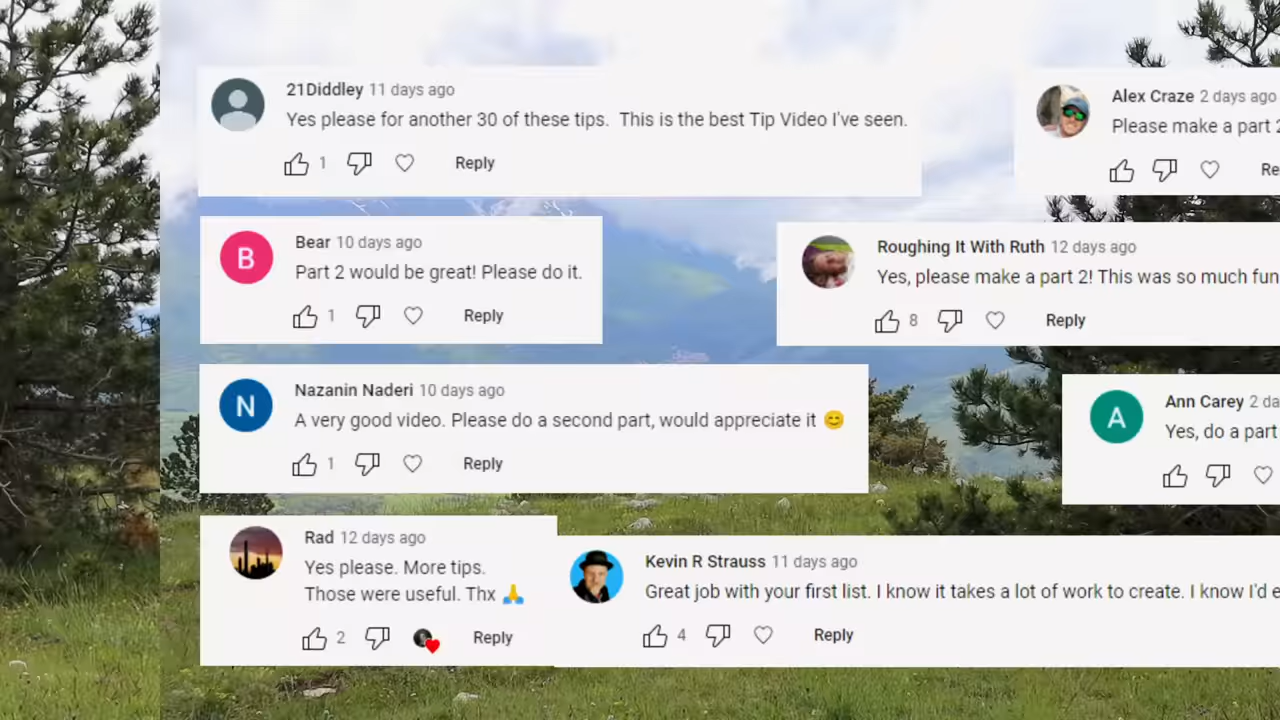 21Diddley 11 days ago
Yes please for another 30 of these tips.  This is the best Tip Video I've seen.
1 Reply
Alex Craze 2 days ago
Please make a part 2
Re
B
Bear 10 days ago
Part 2 would be great! Please do it.
1 Reply
Roughing It With Ruth 12 days ago
Yes, please make a part 2! This was so much fun
8 Reply
N
Nazanin Naderi 10 days ago
A very good video. Please do a second part, would appreciate it 😊
1 Reply
A
Ann Carey 2 da
Yes, do a part
Rad 12 days ago
Yes please. More tips.
Those were useful. Thx 🙏
2 Reply
Kevin R Strauss 11 days ago
Great job with your first list. I know it takes a lot of work to create. I know I'd e
4 Reply